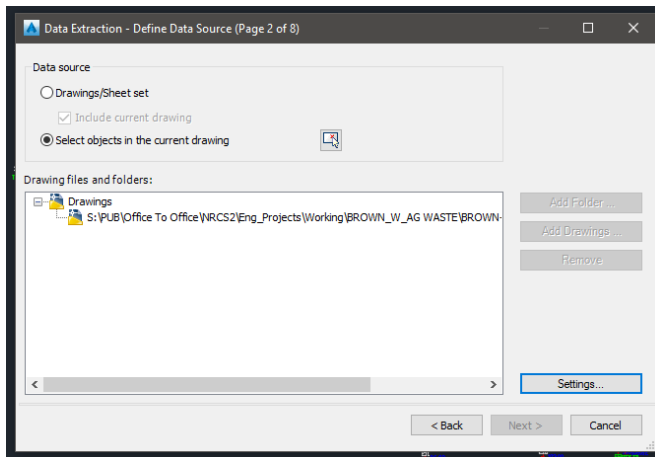 Data Extraction - Define Data Source (Page 2 of 8)
Data source
Drawings/Sheet set
Include current drawing
Select objects in the current drawing
Drawing files and folders:
Drawings
S:\PUB\Office To Office\NRCS2\Eng_Projects\Working\BROWN_W_AG WASTE\BROWN-
Add Folder ...
Add Drawings ...
Remove
Settings...
< Back
Next >
Cancel